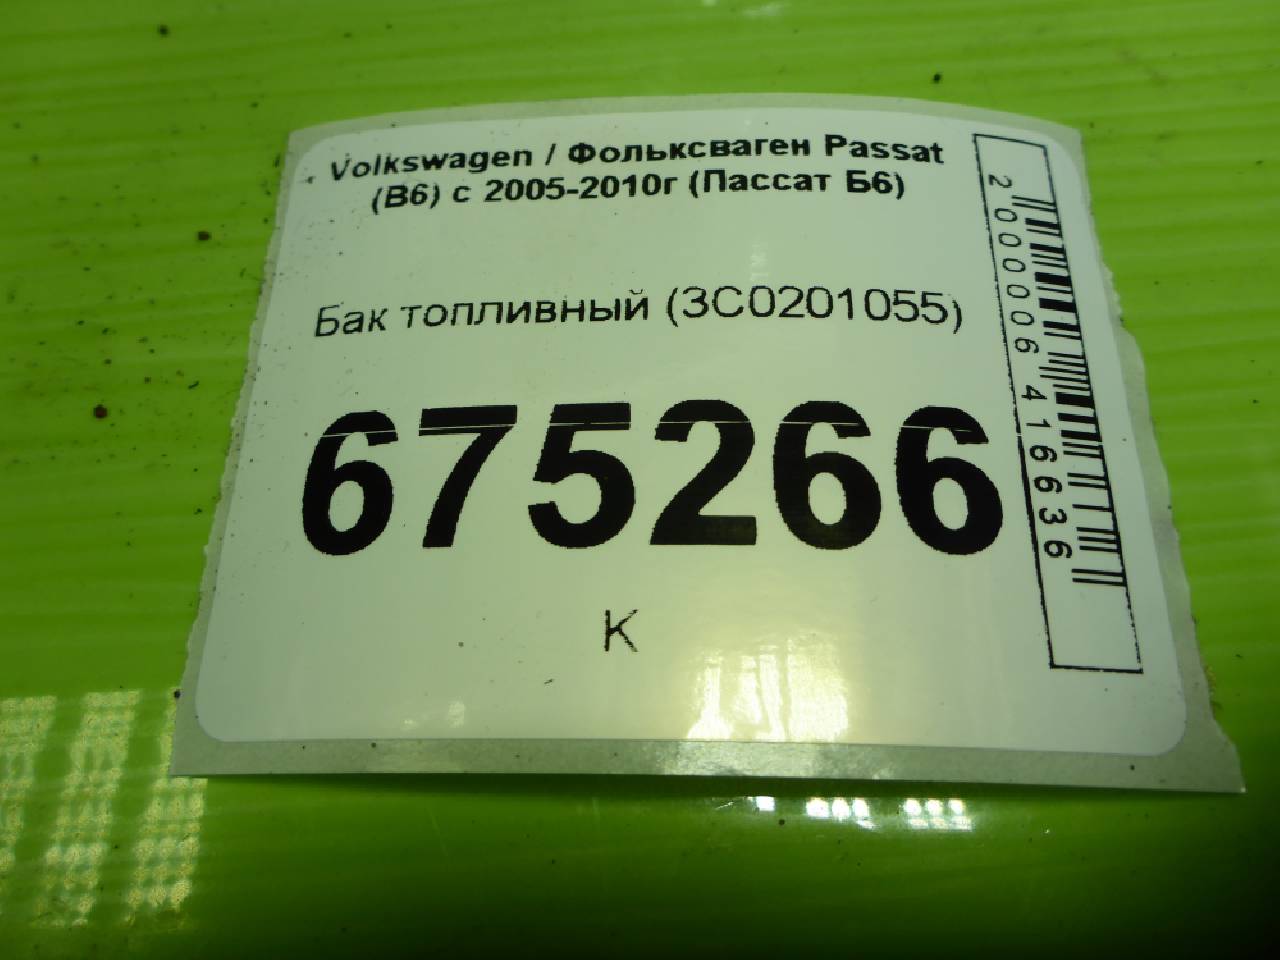 Volkswagen / Фольксваген Passat
(B6) с 2005-2010г (Пассат Б6)
Бак топливный (3C0201055)
675266
К
2000006416636